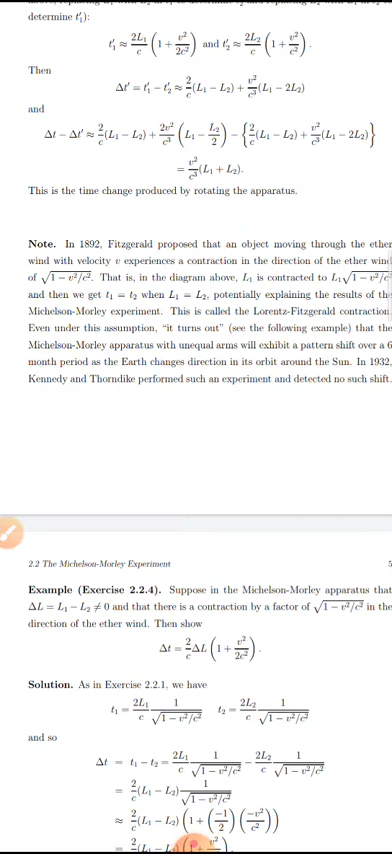 determine t′₁):
t′₁ ≈ 2L₁/c (1 + v²/2c²) and t′₂ ≈ 2L₂/c (1 + v²/c²).
Then
Δt′ = t′₁ − t′₂ ≈ 2/c (L₁ − L₂) + v²/c³ (L₁ − 2L₂)
and
Δt − Δt′ ≈ 2/c (L₁ − L₂) + 2v²/c³ (L₁ − L₂/2) − {2/c (L₁ − L₂) + v²/c³ (L₁ − 2L₂)}
= v²/c³ (L₁ + L₂).
This is the time change produced by rotating the apparatus.
Note. In 1892, Fitzgerald proposed that an object moving through the ether
wind with velocity v experiences a contraction in the direction of the ether wind
of √(1 − v²/c²). That is, in the diagram above, L₁ is contracted to L₁√(1 − v²/c²)
and then we get t₁ = t₂ when L₁ = L₂, potentially explaining the results of the
Michelson-Morley experiment. This is called the Lorentz-Fitzgerald contraction.
Even under this assumption, “it turns out” (see the following example) that the
Michelson-Morley apparatus with unequal arms will exhibit a pattern shift over a 6
month period as the Earth changes direction in its orbit around the Sun. In 1932,
Kennedy and Thorndike performed such an experiment and detected no such shift.
2.2 The Michelson-Morley Experiment 5
Example (Exercise 2.2.4). Suppose in the Michelson-Morley apparatus that
ΔL = L₁ − L₂ ≠ 0 and that there is a contraction by a factor of √(1 − v²/c²) in the
direction of the ether wind. Then show
Δt = 2/c ΔL (1 + v²/2c²).
Solution. As in Exercise 2.2.1, we have
t₁ = 2L₁/c 1/√(1 − v²/c²) t₂ = 2L₂/c 1/√(1 − v²/c²)
and so
Δt = t₁ − t₂ = 2L₁/c 1/√(1 − v²/c²) − 2L₂/c 1/√(1 − v²/c²)
= 2/c (L₁ − L₂) 1/√(1 − v²/c²)
≈ 2/c (L₁ − L₂) (1 + (−1/2) (−v²/c²))